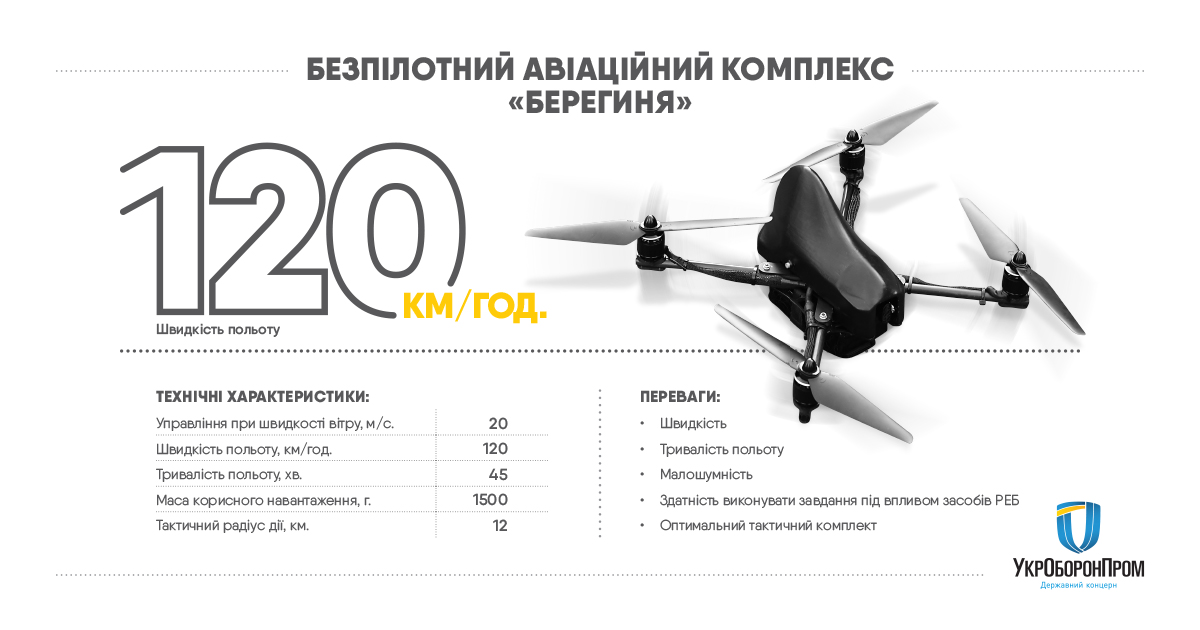 БЕЗПІЛОТНИЙ АВІАЦІЙНИЙ КОМПЛЕКС
«БЕРЕГИНЯ»
120
КМ/ГОД.
Швидкість польоту
ТЕХНІЧНІ ХАРАКТЕРИСТИКИ:
Управління при швидкості вітру, м/с. 20
Швидкість польоту, км/год. 120
Тривалість польоту, хв. 45
Маса корисного навантаження, г. 1500
Тактичний радіус дії, км. 12
ПЕРЕВАГИ:
• Швидкість
• Тривалість польоту
• Малошумність
• Здатність виконувати завдання під впливом засобів РЕБ
• Оптимальний тактичний комплект
УКРОБОРОНПРОМ
Державний концерн